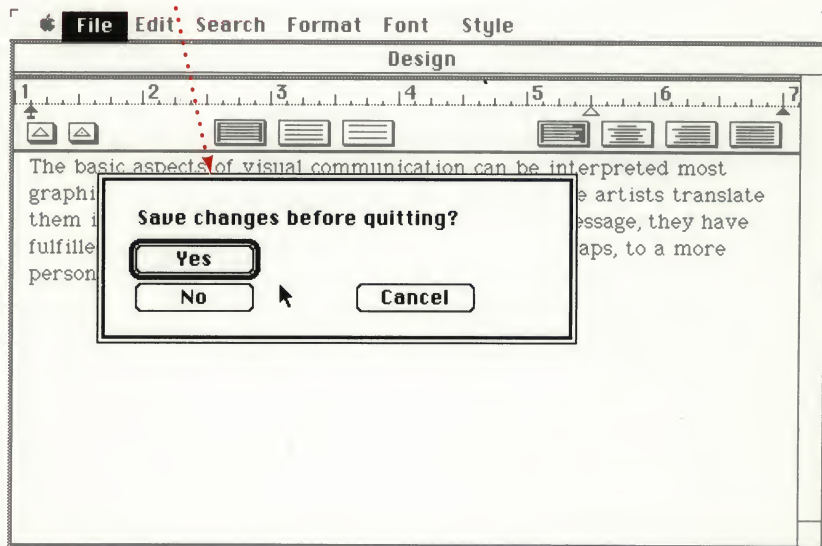 File Edit Search Format Font Style
Design
1 2 3 4 5 6 7
The basic aspects of visual communication can be interpreted most
graphi e artists translate
them i essage, they have
fulfille aps, to a more
person
Save changes before quitting?
Yes
No Cancel